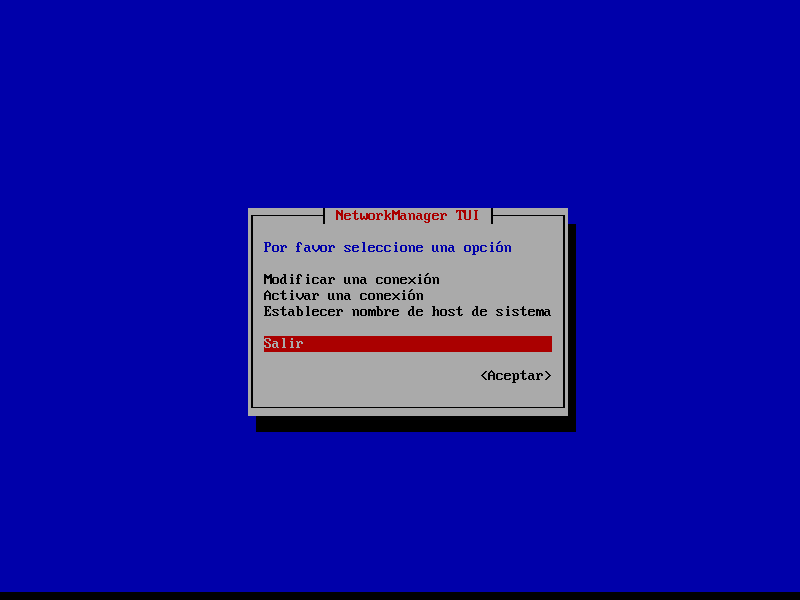 NetworkManager TUI
Por favor seleccione una opción
Modificar una conexión
Activar una conexión
Establecer nombre de host de sistema
Salir
<Aceptar>